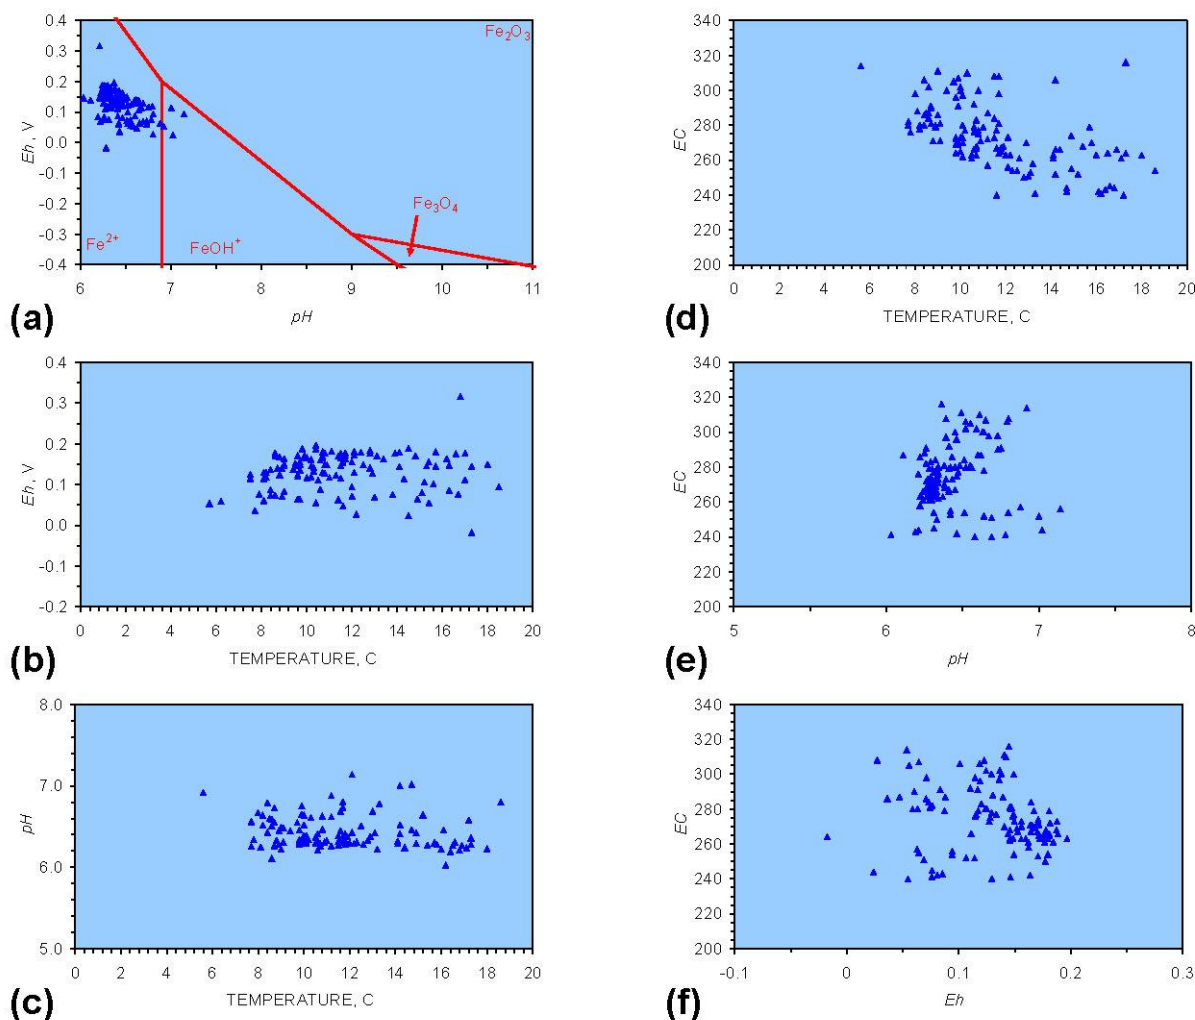 0.4
0.3
0.2
0.1
0.0
-0.1
-0.2
-0.3
-0.4
Eh, V
Fe₂O₃
Fe₃O₄
Fe²⁺
FeOH⁺
6 7 9 10 11
(a)
pH
0.4
0.3
0.2
0.1
0.0
-0.1
-0.2
Eh, V
0 2 4 6 8 10 12 14 16 18 20
(b)
TEMPERATURE, C
8.0
7.0
6.0
5.0
pH
0 2 4 6 8 10 12 14 16 18 20
(c)
TEMPERATURE, C
340
320
300
280
260
240
220
200
EC
0 2 4 6 8 10 12 14 16 18 20
(d)
TEMPERATURE, C
340
320
300
280
260
240
220
200
EC
5 6 7 8
(e)
pH
340
320
300
280
260
240
220
200
EC
-0.1 0 0.1 0.2 0.3
(f)
Eh